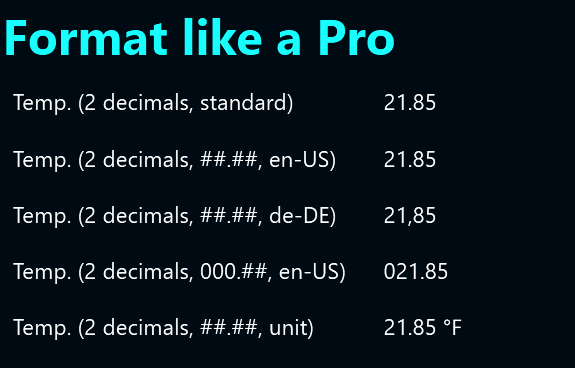 Format like a Pro
Temp. (2 decimals, standard) 21.85
Temp. (2 decimals, ##.##, en-US) 21.85
Temp. (2 decimals, ##.##, de-DE) 21,85
Temp. (2 decimals, 000.##, en-US) 021.85
Temp. (2 decimals, ##.##, unit) 21.85 °F